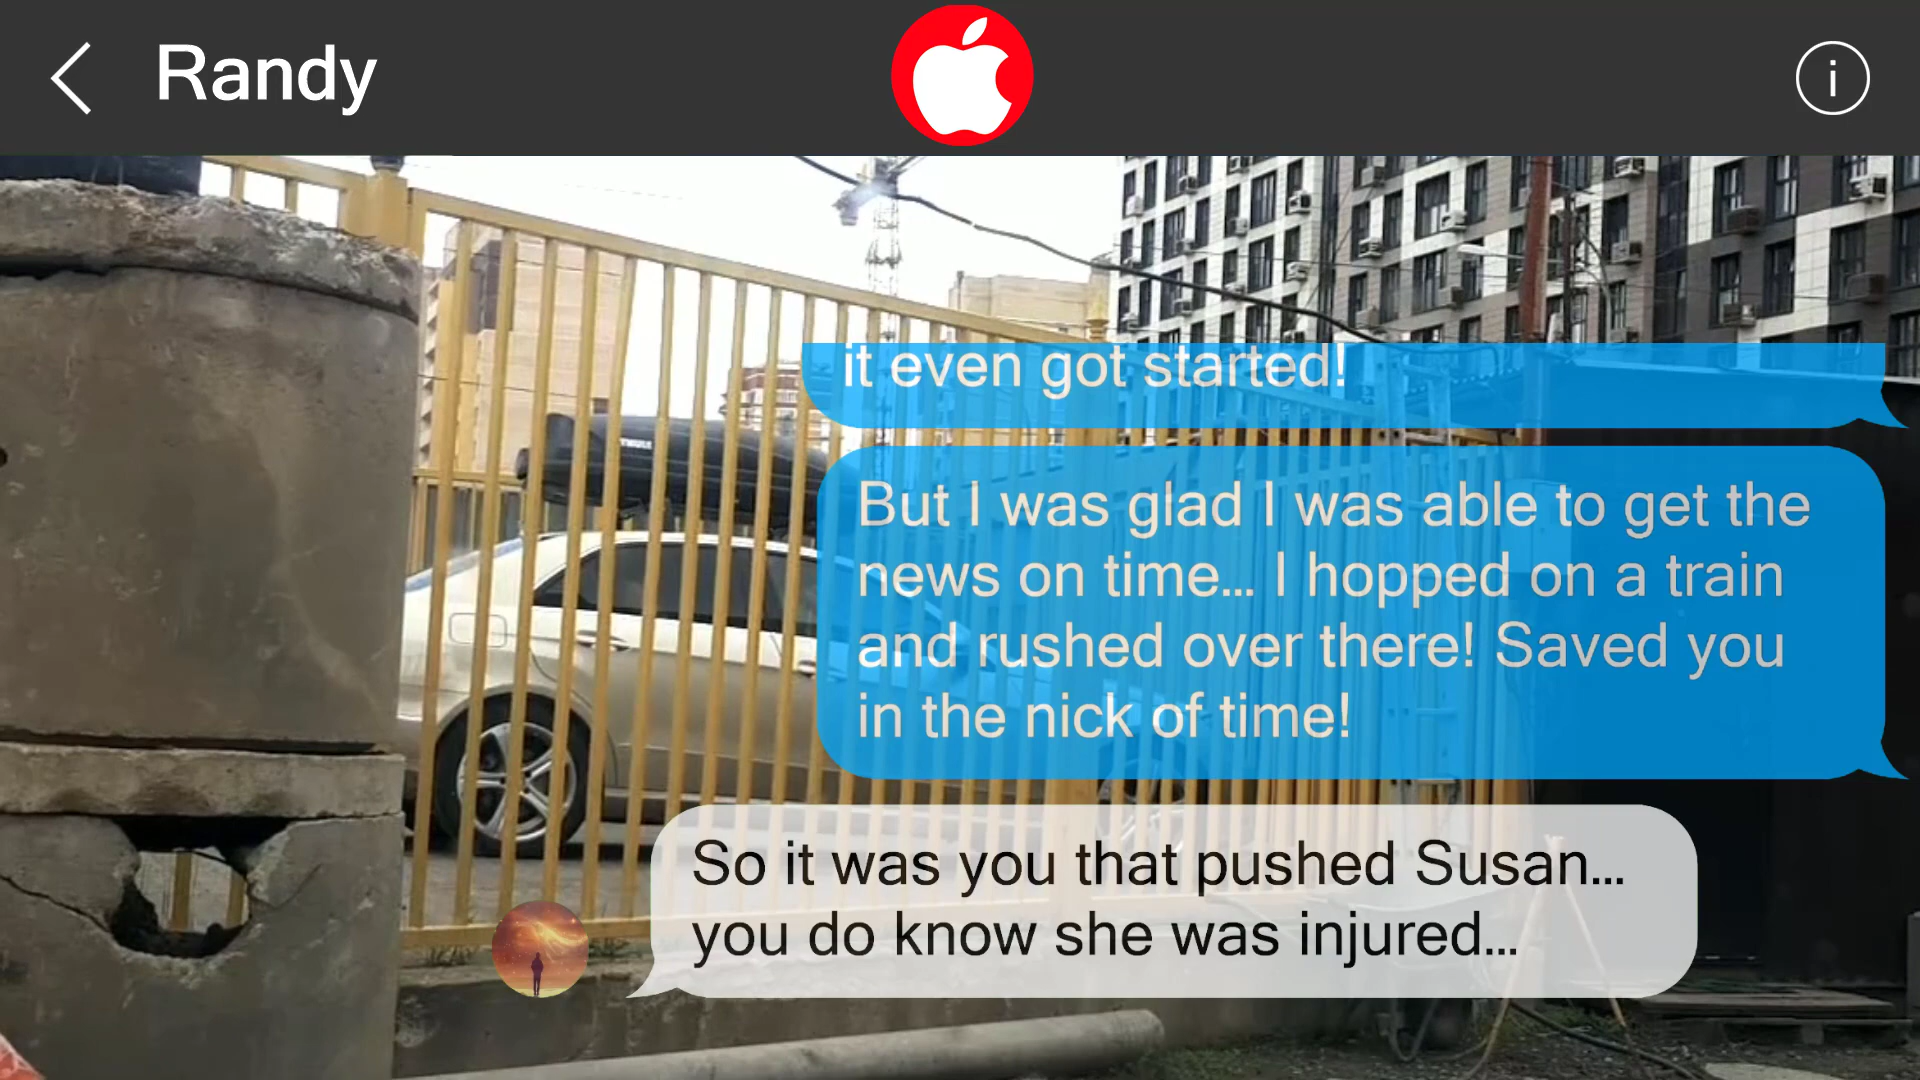 Randy
i
it even got started!
THULE
But I was glad I was able to get the
news on time... I hopped on a train
and rushed over there! Saved you
in the nick of time!
So it was you that pushed Susan...
you do know she was injured...